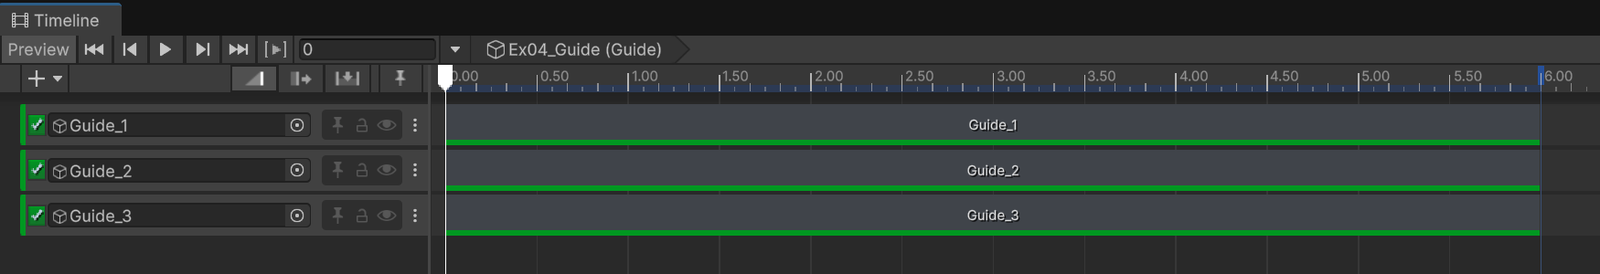 Timeline
Preview 0 Ex04_Guide (Guide)
0.00 0.50 1.00 1.50 2.00 2.50 3.00 3.50 4.00 4.50 5.00 5.50 6.00
Guide_1 Guide_1
Guide_2 Guide_2
Guide_3 Guide_3